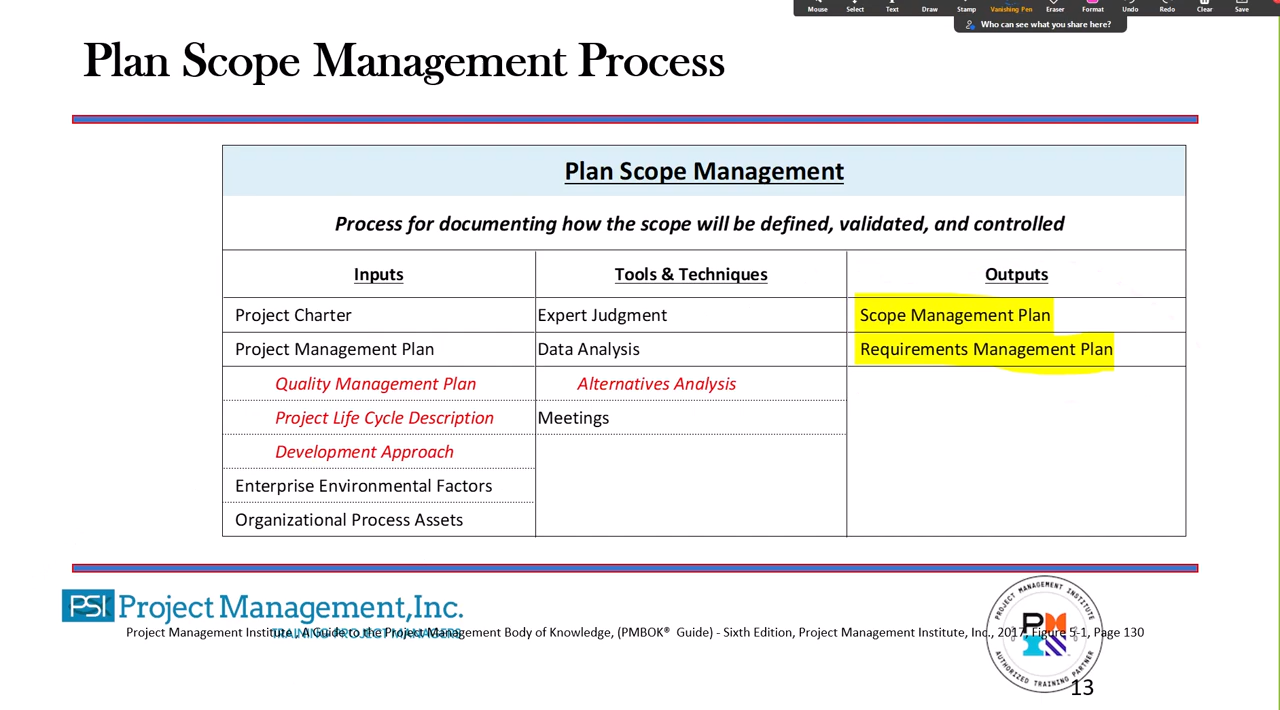 Mouse Select Text Draw Stamp Vanishing Pen Eraser Format Undo Redo Clear Save
Who can see what you share here?
Plan Scope Management Process
Plan Scope Management
Process for documenting how the scope will be defined, validated, and controlled
Inputs Tools & Techniques Outputs
Project Charter Expert Judgment Scope Management Plan
Project Management Plan Data Analysis Requirements Management Plan
Quality Management Plan Alternatives Analysis
Project Life Cycle Description Meetings
Development Approach
Enterprise Environmental Factors
Organizational Process Assets
PSI Project Management, Inc.
Project Management Institute, A Guide to the Project Management Body of Knowledge, (PMBOK® Guide) - Sixth Edition, Project Management Institute, Inc., 2017, Figure 5-1, Page 130
PROJECT MANAGEMENT INSTITUTE
PMI
AUTHORIZED TRAINING PARTNER
13